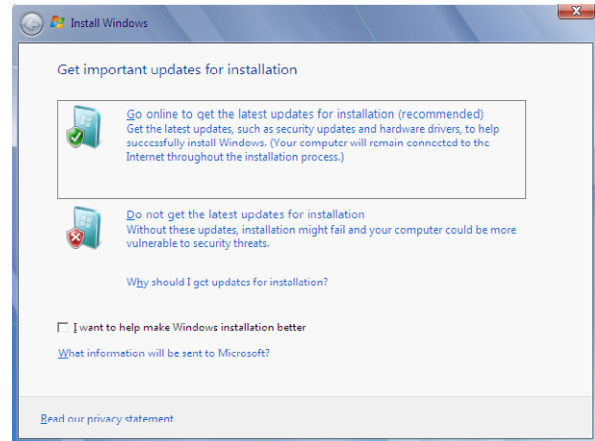 Install Windows
Get important updates for installation
Go online to get the latest updates for installation (recommended)
Get the latest updates, such as security updates and hardware drivers, to help
successfully install Windows. (Your computer will remain connected to the
Internet throughout the installation process.)
Do not get the latest updates for installation
Without these updates, installation might fail and your computer could be more
vulnerable to security threats.
Why should I get updates for installation?
I want to help make Windows installation better
What information will be sent to Microsoft?
Read our privacy statement